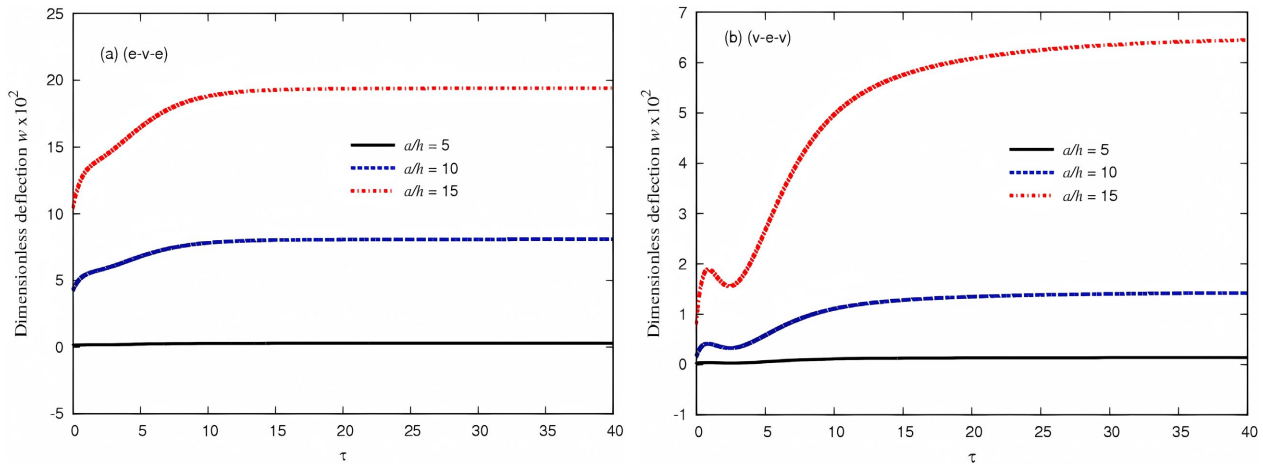 25
20
15
10
5
0
-5
Dimensionless deflection w x 10²
(a) (e-v-e)
a/h = 5
a/h = 10
a/h = 15
0 5 10 15 20 25 30 35 40
τ
7
6
5
4
3
2
1
0
-1
Dimensionless deflection w x 10²
(b) (v-e-v)
a/h = 5
a/h = 10
a/h = 15
0 5 10 15 20 25 30 35 40
τ